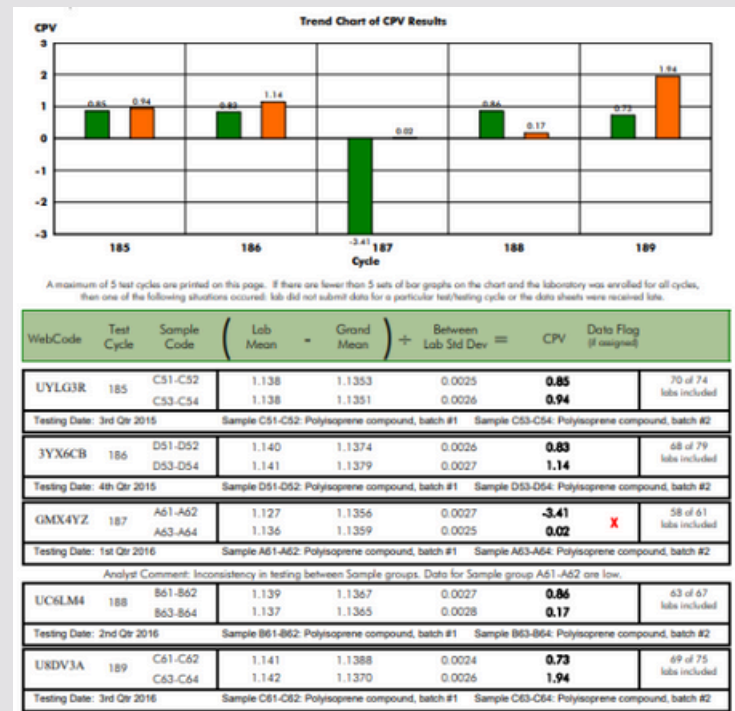 Trend Chart of CPV Results
CPV
3
2
1
0
-1
-2
-3
0.85 0.94 0.83 1.14 -3.41 0.02 0.86 0.17 0.73 1.94
185 186 187 188 189
Cycle
A maximum of 5 test cycles are printed on this page. If there are fewer than 5 sets of bar graphs on the chart and the laboratory was enrolled for all cycles,
then one of the following situations occured: lab did not submit data for a particular test/testing cycle or the data sheets were received late.
WebCode Test Cycle Sample Code ( Lab Mean - Grand Mean ) ÷ Between Lab Std Dev = CPV Data Flag (if assigned)
UYLG3R 185 C51-C52 1.138 1.1353 0.0025 0.85 70 of 74
C53-C54 1.138 1.1351 0.0026 0.94 labs included
Testing Date: 3rd Qtr 2015 Sample C51-C52: Polyisoprene compound, batch #1 Sample C53-C54: Polyisoprene compound, batch #2
3YX6CB 186 D51-D52 1.140 1.1374 0.0026 0.83 68 of 79
D53-D54 1.141 1.1379 0.0027 1.14 labs included
Testing Date: 4th Qtr 2015 Sample D51-D52: Polyisoprene compound, batch #1 Sample D53-D54: Polyisoprene compound, batch #2
GMX4YZ 187 A61-A62 1.127 1.1356 0.0027 -3.41 X 58 of 61
A63-A64 1.136 1.1359 0.0025 0.02 labs included
Testing Date: 1st Qtr 2016 Sample A61-A62: Polyisoprene compound, batch #1 Sample A63-A64: Polyisoprene compound, batch #2
Analyst Comment: Inconsistency in testing between Sample groups. Data for Sample group A61-A62 are low.
UC6LM4 188 B61-B62 1.139 1.1367 0.0027 0.86 63 of 67
B63-B64 1.137 1.1365 0.0028 0.17 labs included
Testing Date: 2nd Qtr 2016 Sample B61-B62: Polyisoprene compound, batch #1 Sample B63-B64: Polyisoprene compound, batch #2
U8DV3A 189 C61-C62 1.141 1.1388 0.0024 0.73 69 of 75
C63-C64 1.142 1.1370 0.0026 1.94 labs included
Testing Date: 3rd Qtr 2016 Sample C61-C62: Polyisoprene compound, batch #1 Sample C63-C64: Polyisoprene compound, batch #2